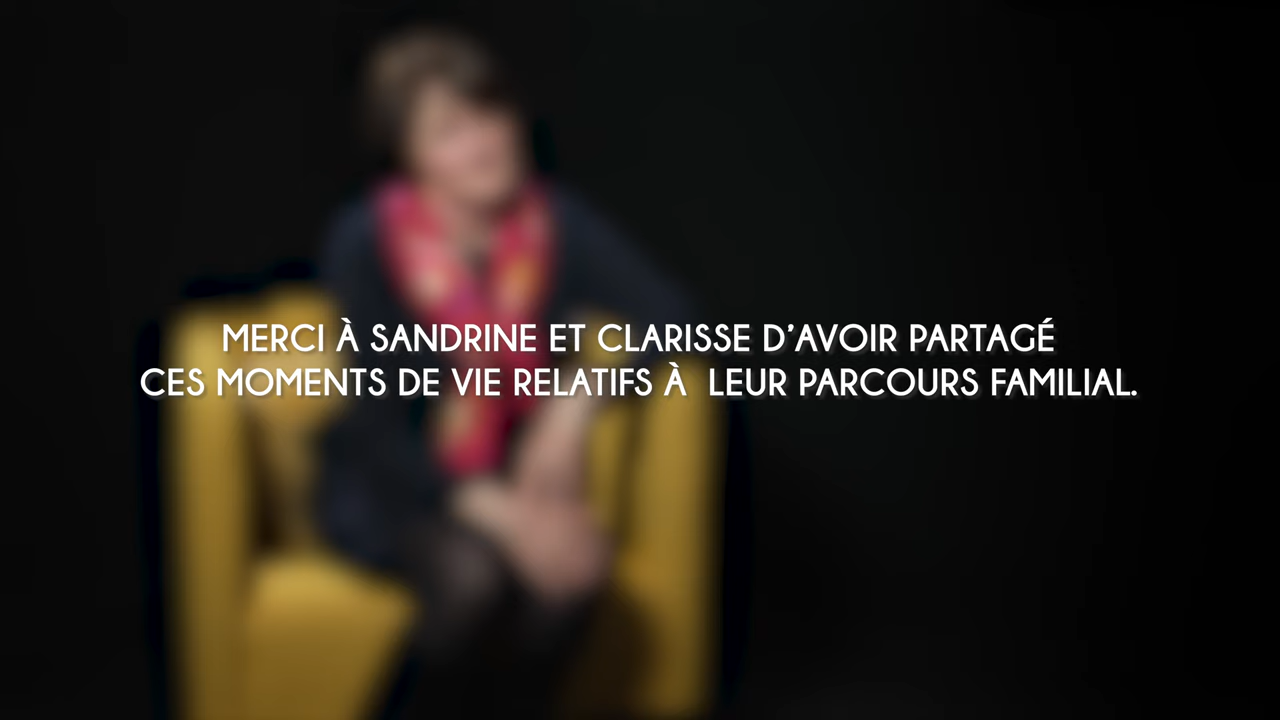 MERCI À SANDRINE ET CLARISSE D’AVOIR PARTAGÉ
CES MOMENTS DE VIE RELATIFS À  LEUR PARCOURS FAMILIAL.